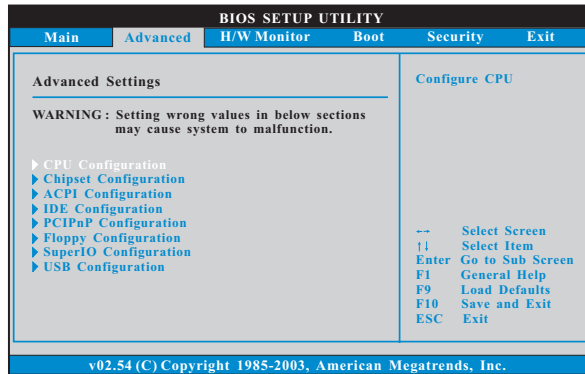 BIOS SETUP UTILITY
Main Advanced H/W Monitor Boot Security Exit
Advanced Settings
WARNING : Setting wrong values in below sections
may cause system to malfunction.
CPU Configuration
Chipset Configuration
ACPI Configuration
IDE Configuration
PCIPnP Configuration
Floppy Configuration
SuperIO Configuration
USB Configuration
Configure CPU
←→ Select Screen
↑↓ Select Item
Enter Go to Sub Screen
F1 General Help
F9 Load Defaults
F10 Save and Exit
ESC Exit
v02.54 (C) Copyright 1985-2003, American Megatrends, Inc.